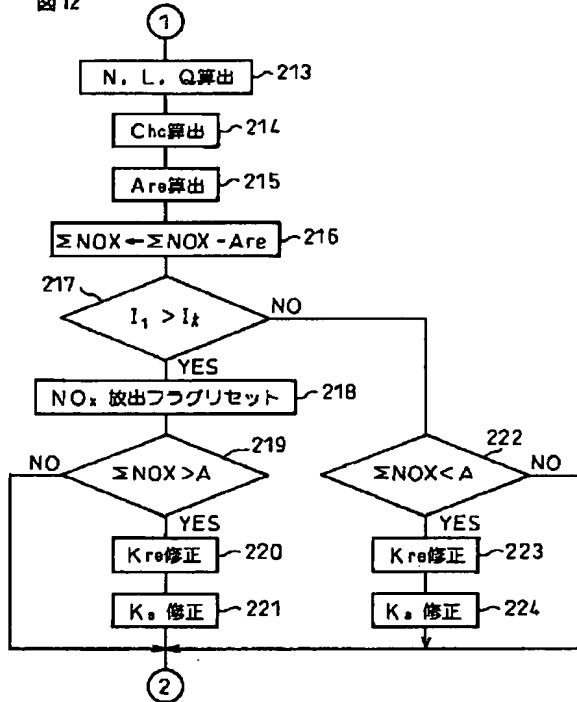 図12
1
N, L, Q算出 213
Chc算出 214
Are算出 215
ΣNOX←ΣNOX-Are 216
217
I₁ > Iₖ NO
YES
NOx 放出フラグリセット 218
219
NO ΣNOX>A
YES
Kre修正 220
Ks 修正 221
222
ΣNOX<A NO
YES
Kre修正 223
Ks 修正 224
2